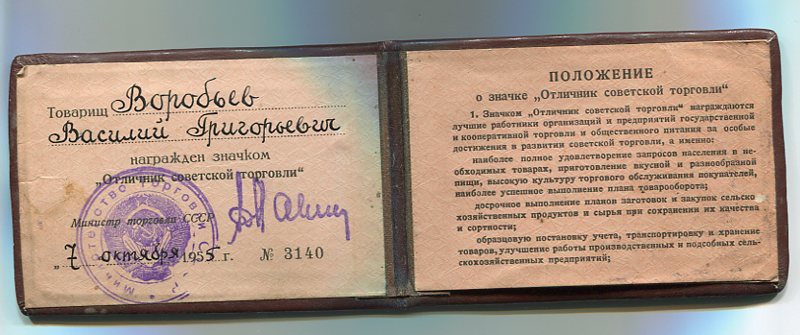 Товарищ Воробьев
Василий Григорьевич
награжден значком
„Отличник советской торговли“
Министр торговли СССР
„7 октября 1955 г. № 3140
Министерство торговли
ПОЛОЖЕНИЕ
о значке „Отличник советской торговли“
1. Значком „Отличник советской торговли“ награждаются
лучшие работники организаций и предприятий государственной
и кооперативной торговли и общественного питания за особые
достижения в развитии советской торговли, а именно:
наиболее полное удовлетворение запросов населения в не-
обходимых товарах, приготовление вкусной и разнообразной
пищи, высокую культуру торгового обслуживания покупателей,
наиболее успешное выполнение плана товарооборота;
досрочное выполнение планов заготовок и закупок сельско-
хозяйственных продуктов и сырья при сохранении их качества
и сортности;
образцовую постановку учета, транспортировку и хранение
товаров, улучшение работы производственных и подсобных сель-
скохозяйственных предприятий;